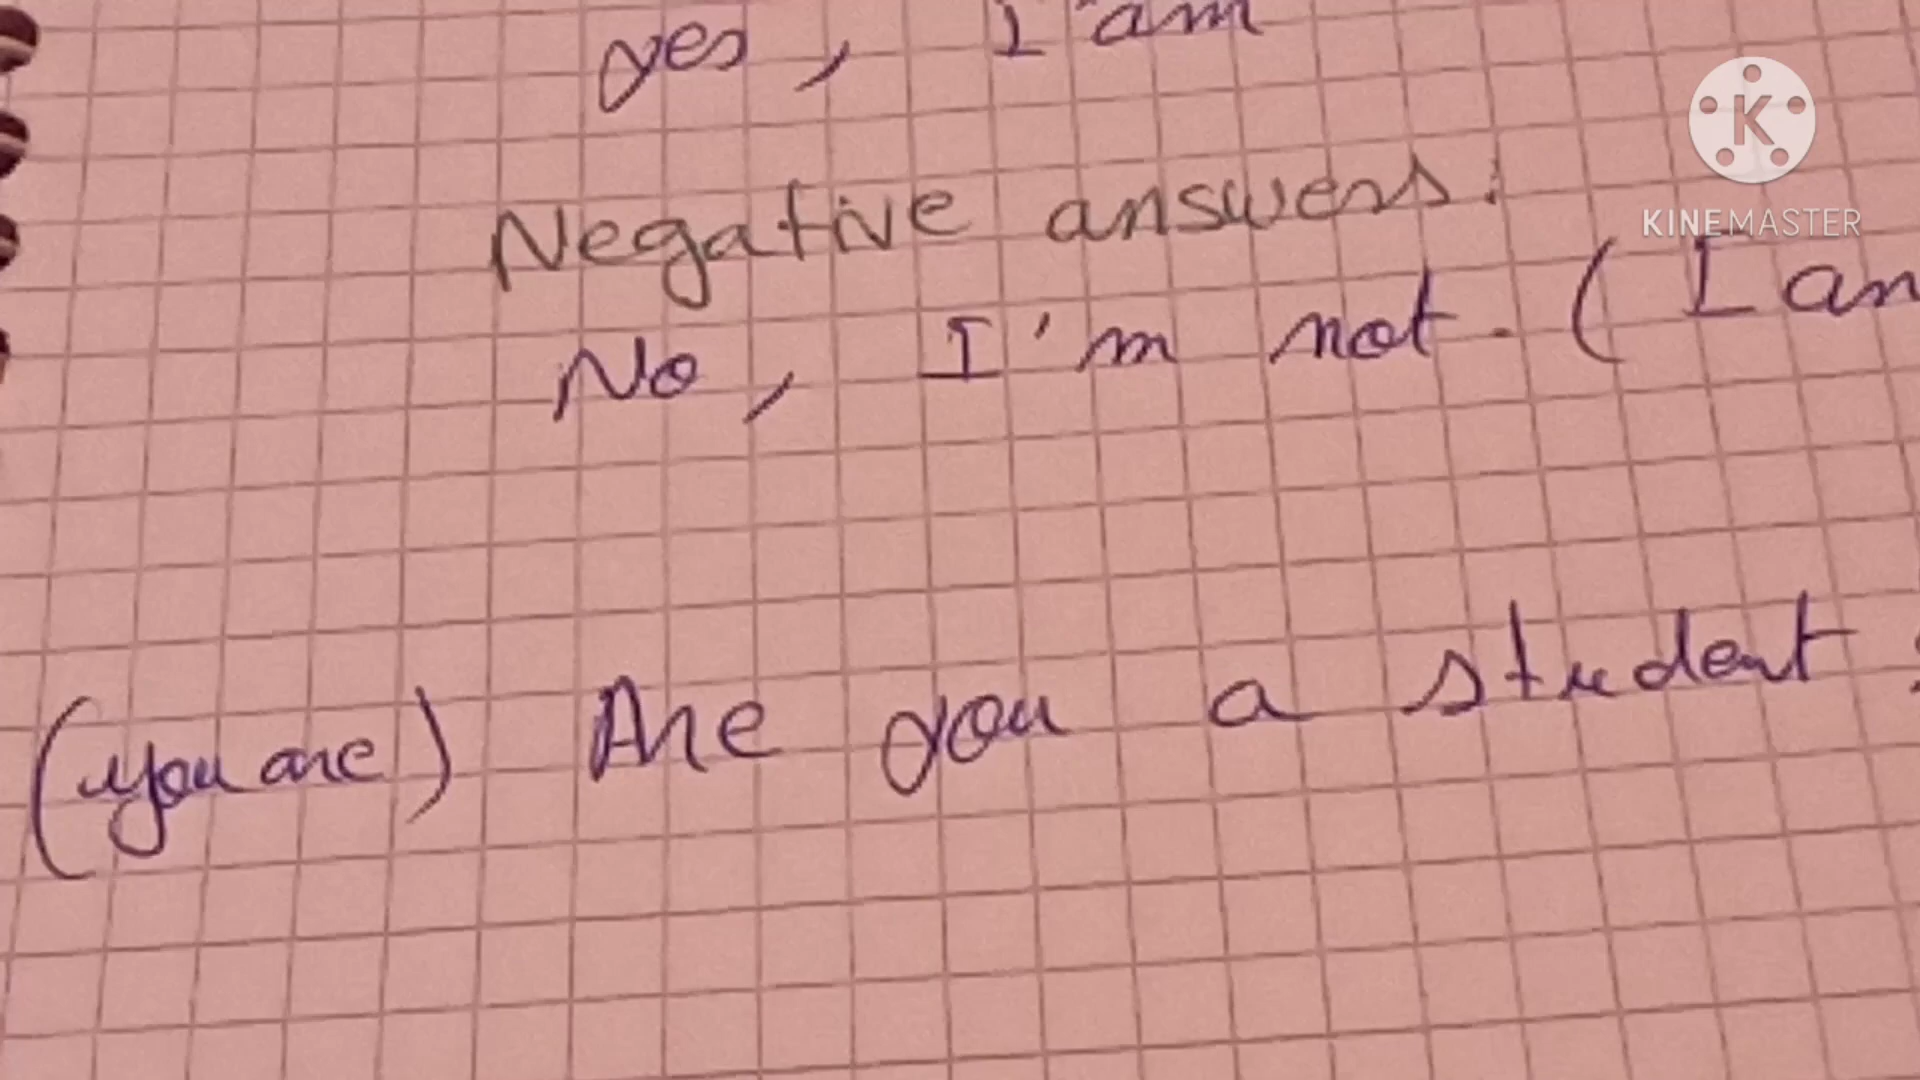 yes, I am
Negative answers:
No, I'm not. (I am
(you are) Are you a student
K
KINEMASTER